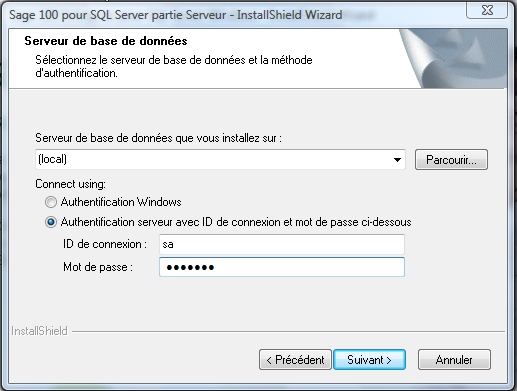 Sage 100 pour SQL Server partie Serveur - InstallShield Wizard
Serveur de base de données
Sélectionnez le serveur de base de données et la méthode
d'authentification.
Serveur de base de données que vous installez sur :
(local)
Parcourir...
Connect using:
Authentification Windows
Authentification serveur avec ID de connexion et mot de passe ci-dessous
ID de connexion :
sa
Mot de passe :
●●●●●●●
InstallShield
< Précédent
Suivant >
Annuler